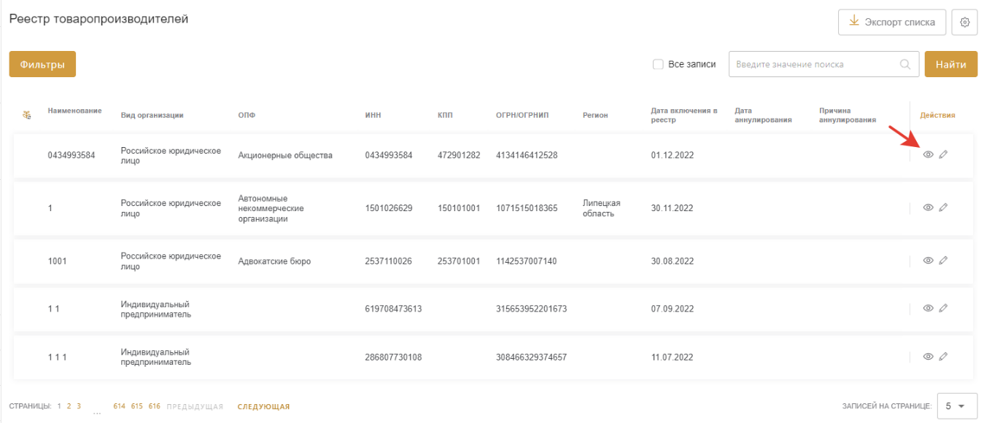 Реестр товаропроизводителей
Экспорт списка
Фильтры
Все записи
Введите значение поиска
Найти
Наименование
Вид организации
ОПФ
ИНН
КПП
ОГРН/ОГРНИП
Регион
Дата включения в
реестр
Дата
аннулирования
Причина
аннулирования
Действия
0434993584
Российское юридическое
лицо
Акционерные общества
0434993584
472901282
4134146412528
01.12.2022
1
Российское юридическое
лицо
Автономные
некоммерческие
организации
1501026629
150101001
1071515018365
Липецкая
область
30.11.2022
1001
Российское юридическое
лицо
Адвокатские бюро
2537110026
253701001
1142537007140
30.08.2022
1 1
Индивидуальный
предприниматель
619708473613
315653952201673
07.09.2022
1 1 1
Индивидуальный
предприниматель
286807730108
308466329374657
11.07.2022
СТРАНИЦЫ: 1 2 3 ... 614 615 616 ПРЕДЫДУЩАЯ СЛЕДУЮЩАЯ
ЗАПИСЕЙ НА СТРАНИЦЕ: 5